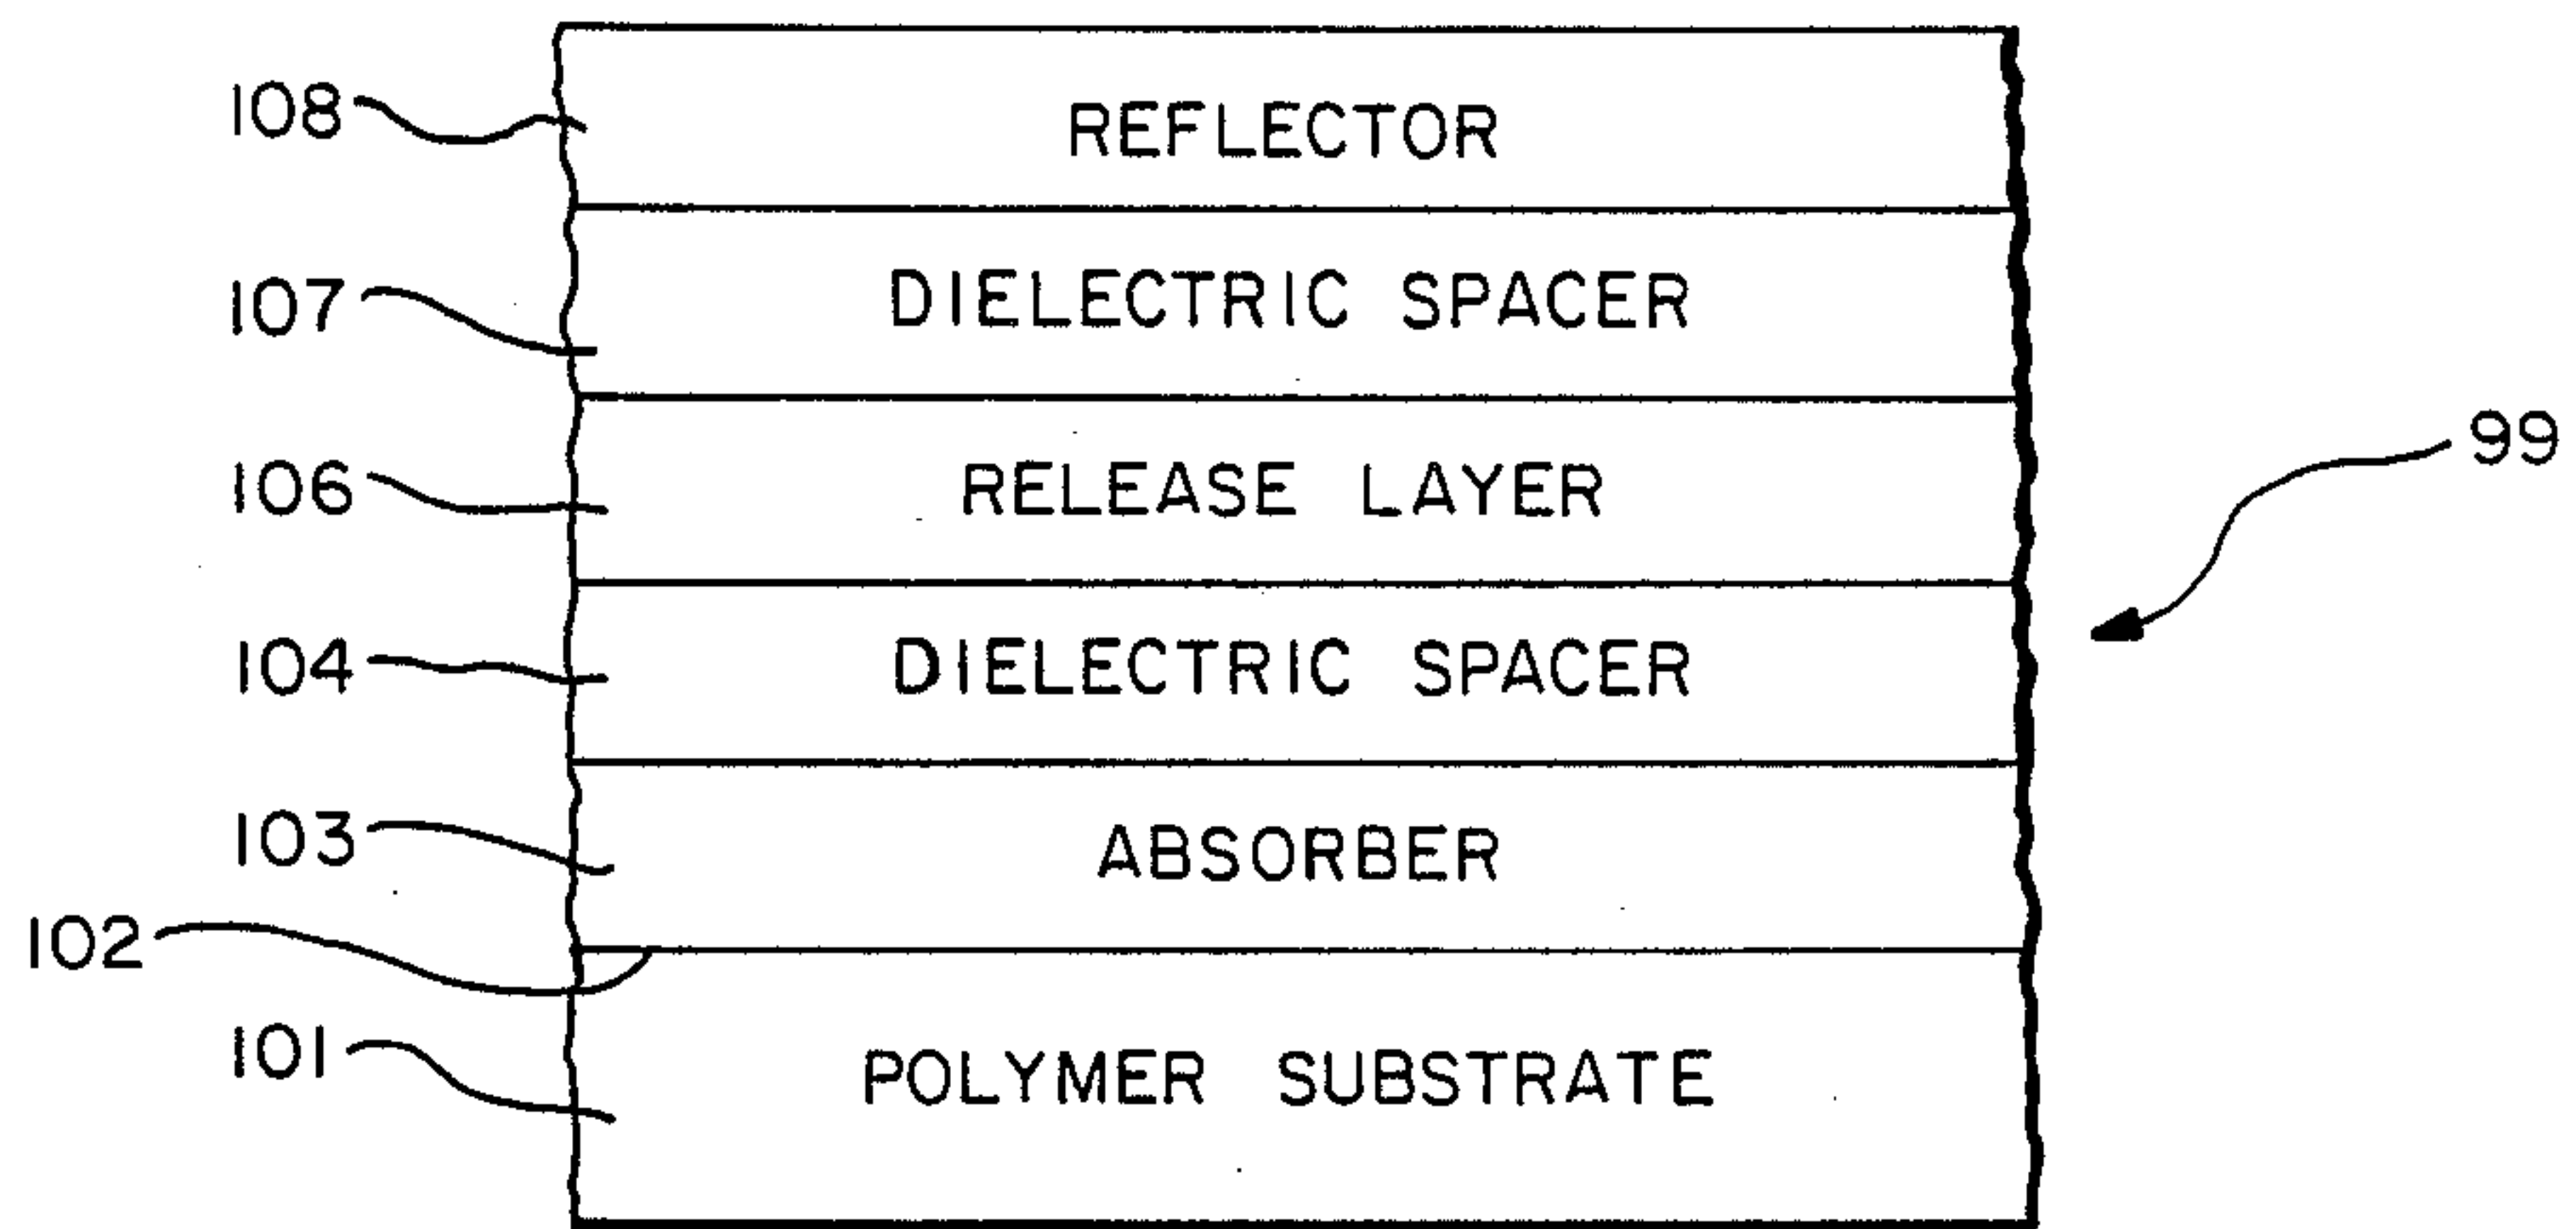 108
REFLECTOR
107
DIELECTRIC SPACER
106
RELEASE LAYER
99
104
DIELECTRIC SPACER
103
ABSORBER
102
101
POLYMER SUBSTRATE